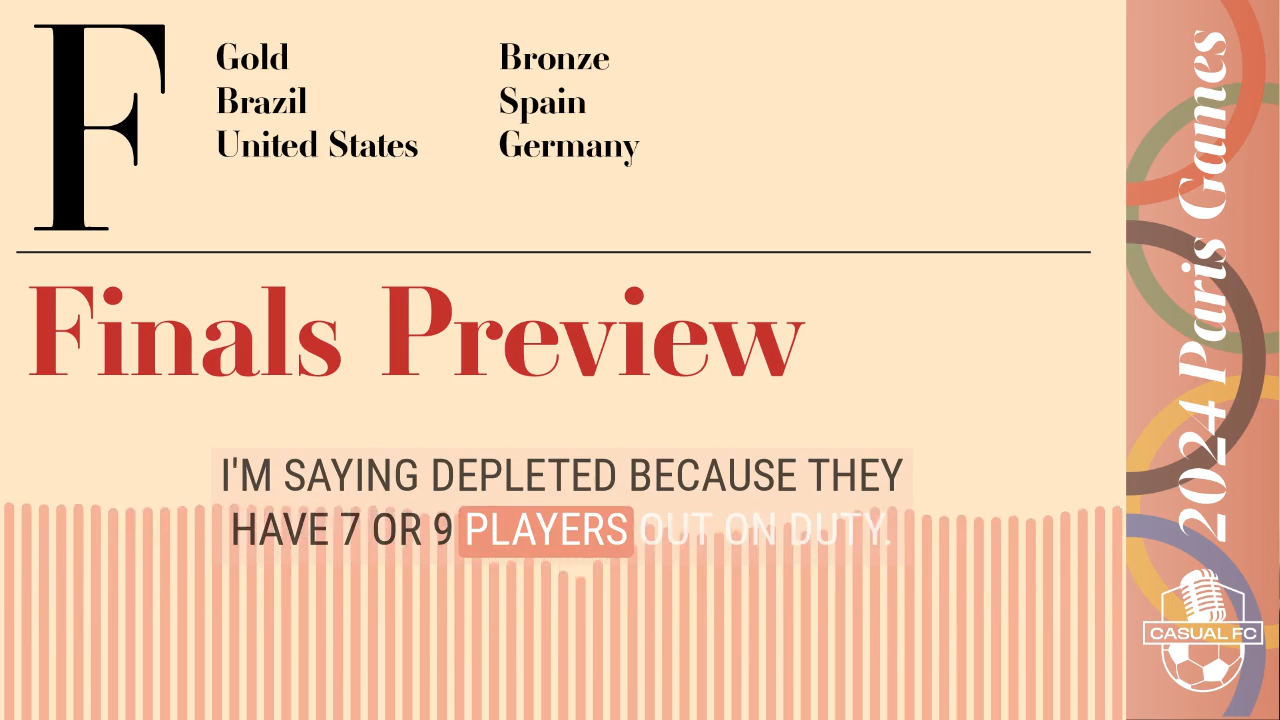 F
Gold
Brazil
United States
Bronze
Spain
Germany
Finals Preview
I'M SAYING DEPLETED BECAUSE THEY
HAVE 7 OR 9 PLAYERS OUT ON DUTY.
2024 Paris Games
CASUAL FC